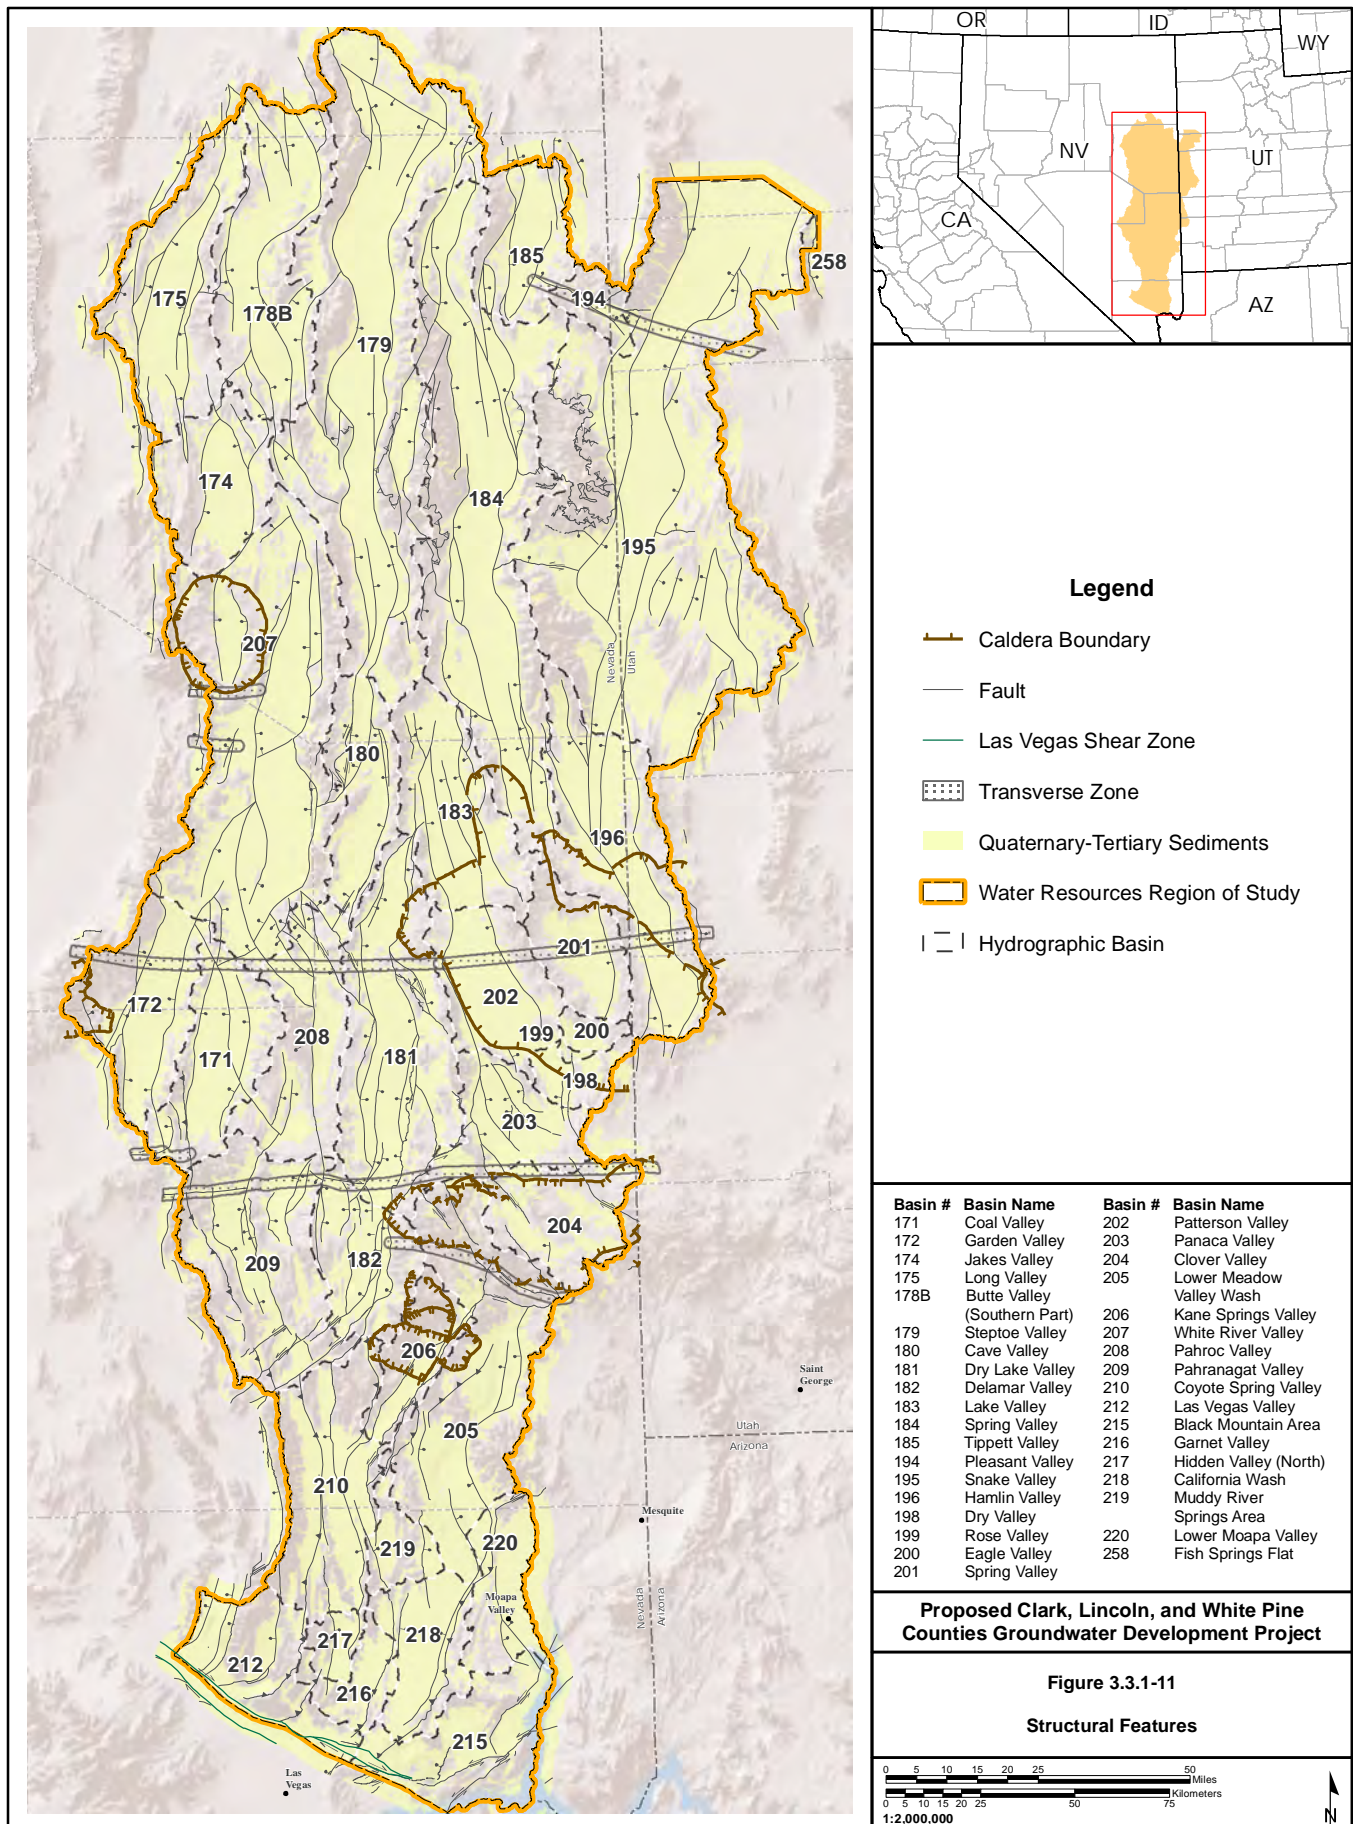 OR
ID
WY
NV
UT
CA
AZ
258
185
194
175
178B
179
174
184
195
207
Nevada
Utah
180
183
196
201
172
202
199
200
208
171
181
198
203
204
209
182
206
Saint
George
205
Utah
Arizona
210
Mesquite
219
220
Moapa
Valley
Nevada
Arizona
217
218
212
216
215
Las
Vegas
Legend
Caldera Boundary
Fault
Las Vegas Shear Zone
Transverse Zone
Quaternary-Tertiary Sediments
Water Resources Region of Study
Hydrographic Basin
Basin # Basin Name Basin # Basin Name
171 Coal Valley 202 Patterson Valley
172 Garden Valley 203 Panaca Valley
174 Jakes Valley 204 Clover Valley
175 Long Valley 205 Lower Meadow
178B Butte Valley Valley Wash
(Southern Part) 206 Kane Springs Valley
179 Steptoe Valley 207 White River Valley
180 Cave Valley 208 Pahroc Valley
181 Dry Lake Valley 209 Pahranagat Valley
182 Delamar Valley 210 Coyote Spring Valley
183 Lake Valley 212 Las Vegas Valley
184 Spring Valley 215 Black Mountain Area
185 Tippett Valley 216 Garnet Valley
194 Pleasant Valley 217 Hidden Valley (North)
195 Snake Valley 218 California Wash
196 Hamlin Valley 219 Muddy River
198 Dry Valley Springs Area
199 Rose Valley 220 Lower Moapa Valley
200 Eagle Valley 258 Fish Springs Flat
201 Spring Valley
Proposed Clark, Lincoln, and White Pine
Counties Groundwater Development Project
Figure 3.3.1-11
Structural Features
0 5 10 15 20 25 50
Miles
Kilometers
0 5 10 15 20 25 50 75
1:2,000,000
N